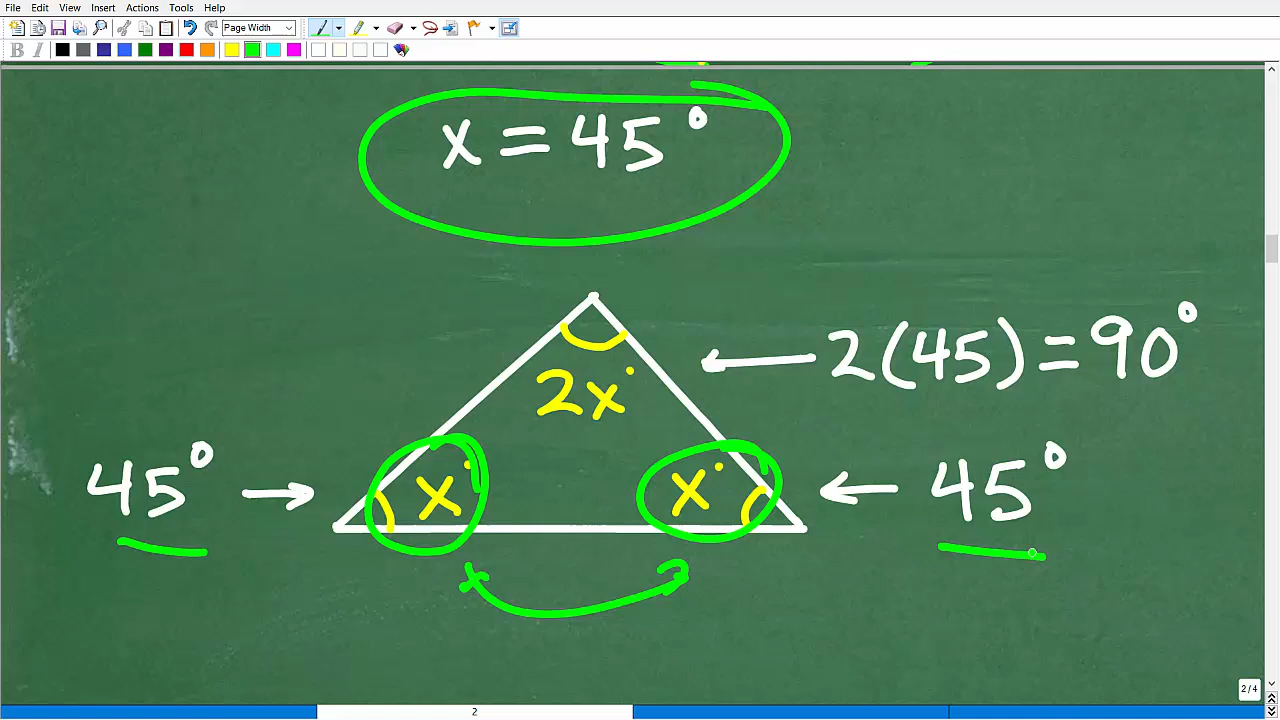 File Edit View Insert Actions Tools Help
Page Width
B I
x = 45°
2x°
2(45) = 90°
45° → x° x° ← 45°
2/4
2